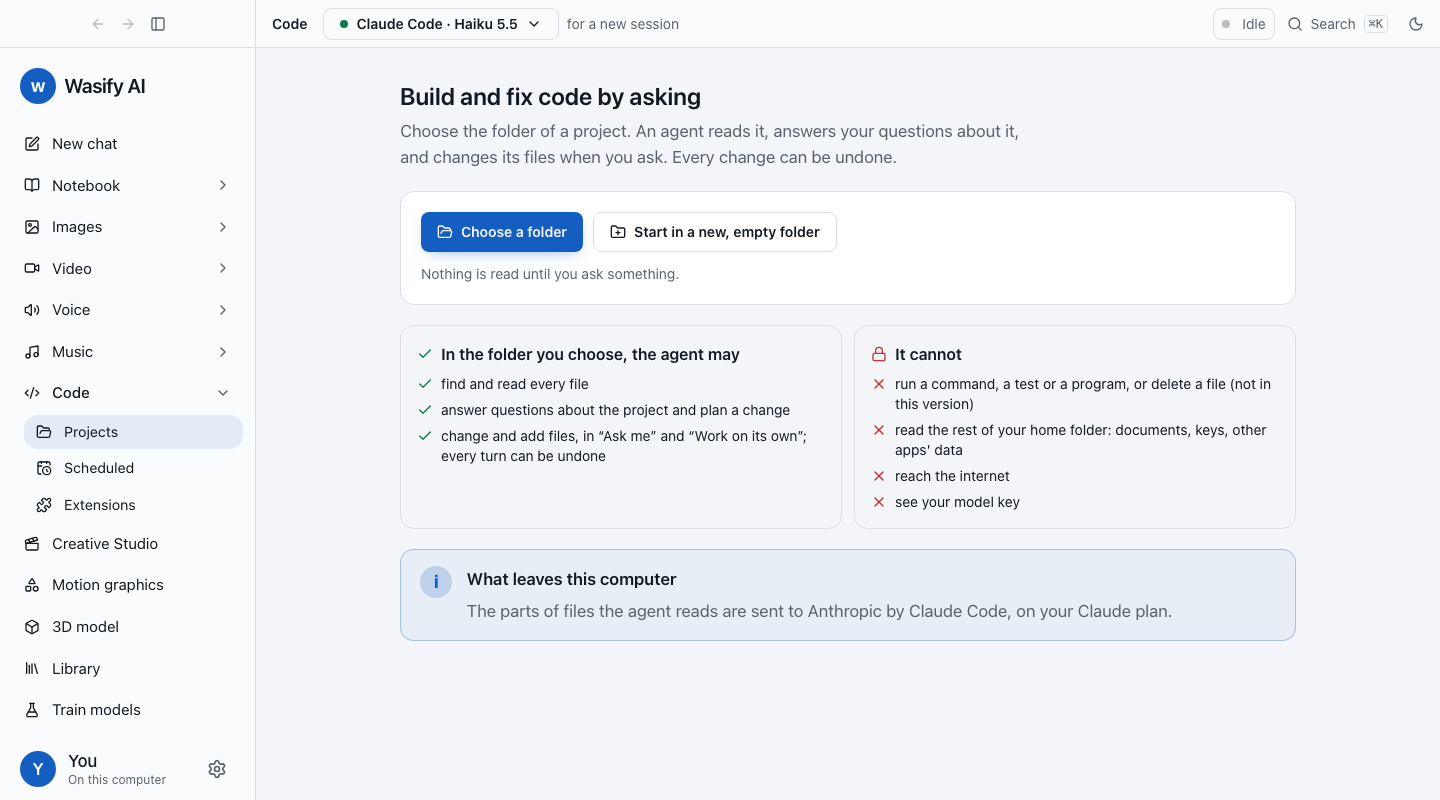 Code
Claude Code · Haiku 5.5
for a new session
Idle
Search
⌘K
W
Wasify AI
New chat
Notebook
Images
Video
Voice
Music
Code
Projects
Scheduled
Extensions
Creative Studio
Motion graphics
3D model
Library
Train models
Y
You
On this computer
Build and fix code by asking
Choose the folder of a project. An agent reads it, answers your questions about it,
and changes its files when you ask. Every change can be undone.
Choose a folder
Start in a new, empty folder
Nothing is read until you ask something.
In the folder you choose, the agent may
find and read every file
answer questions about the project and plan a change
change and add files, in “Ask me” and “Work on its own”;
every turn can be undone
It cannot
run a command, a test or a program, or delete a file (not in
this version)
read the rest of your home folder: documents, keys, other
apps' data
reach the internet
see your model key
i
What leaves this computer
The parts of files the agent reads are sent to Anthropic by Claude Code, on your Claude plan.